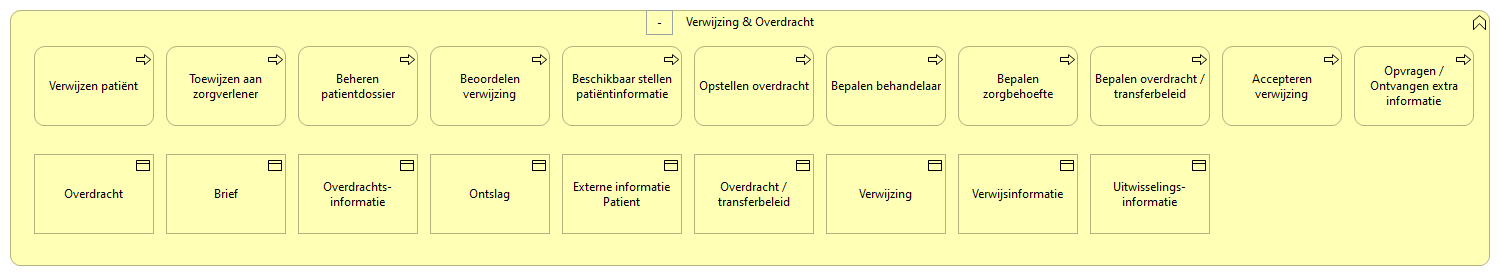 -
Verwijzing & Overdracht
Verwijzen patiënt
Toewijzen aan
zorgverlener
Beheren
patientdossier
Beoordelen
verwijzing
Beschikbaar stellen
patiëntinformatie
Opstellen overdracht
Bepalen behandelaar
Bepalen
zorgbehoefte
Bepalen overdracht /
transferbeleid
Accepteren
verwijzing
Opvragen /
Ontvangen extra
informatie
Overdracht
Brief
Overdrachts-
informatie
Ontslag
Externe informatie
Patient
Overdracht /
transferbeleid
Verwijzing
Verwijsinformatie
Uitwisselings-
informatie